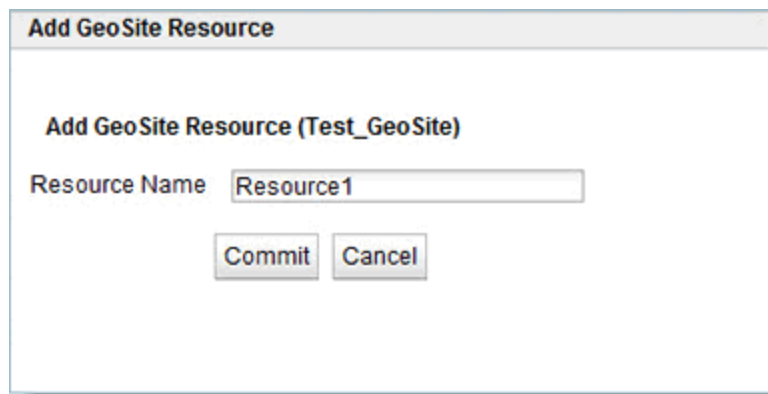 Add GeoSite Resource
Add GeoSite Resource (Test_GeoSite)
Resource Name Resource1
Commit Cancel